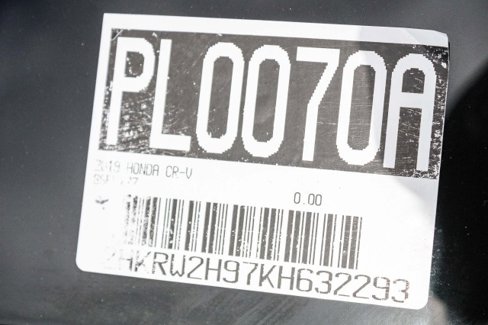 PL0070A
2019 HONDA CR-V
0.00
2HKRW2H97KH632293